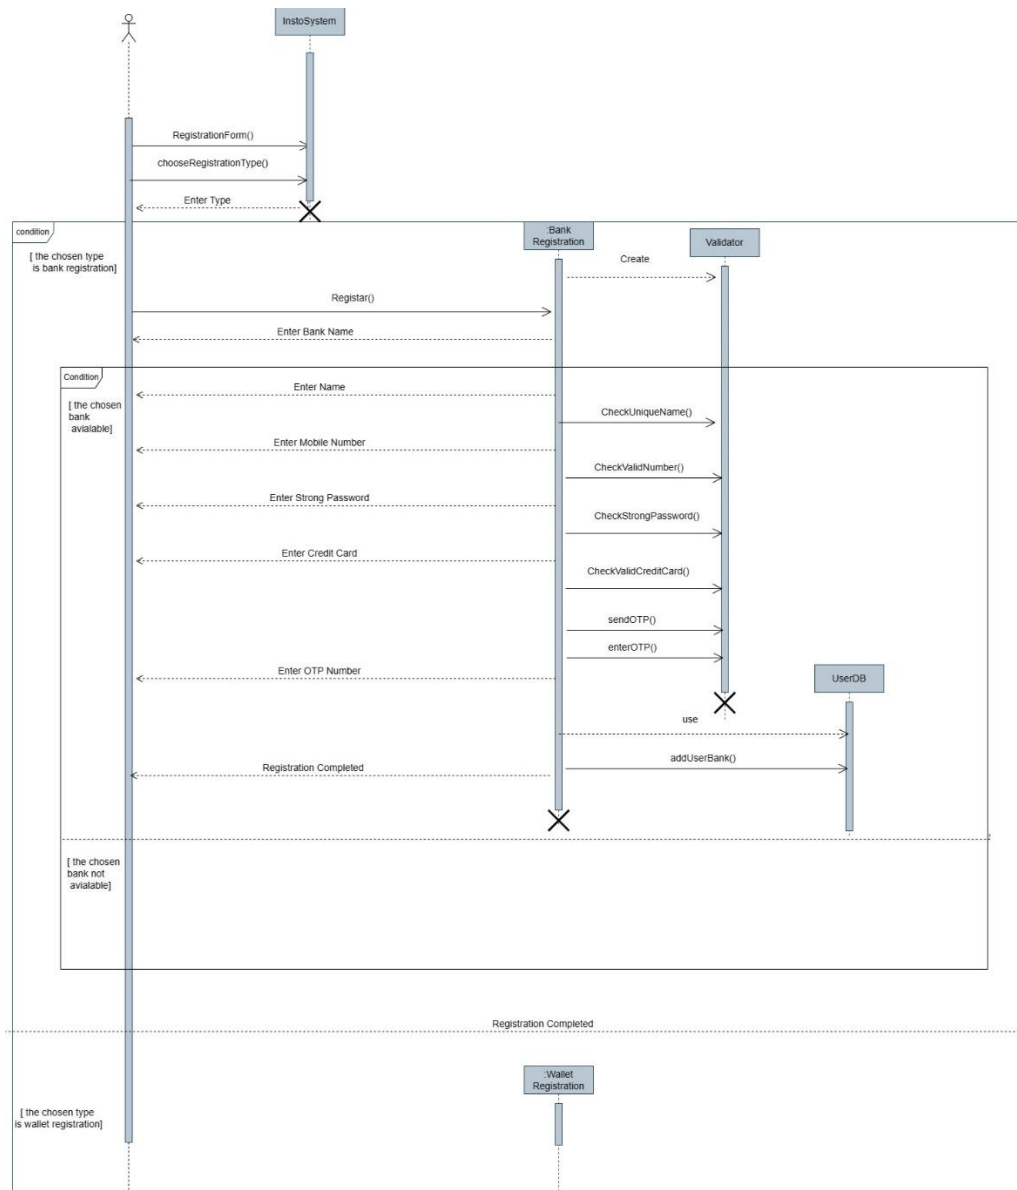 InstoSystem
RegistrationForm()
chooseRegistrationType()
Enter Type
condition
[ the chosen type
is bank registration]
:Bank
Registration
Validator
Create
Registar()
Enter Bank Name
Condition
[ the chosen
bank
avialable]
Enter Name
CheckUniqueName()
Enter Mobile Number
CheckValidNumber()
Enter Strong Password
CheckStrongPassword()
Enter Credit Card
CheckValidCreditCard()
sendOTP()
enterOTP()
Enter OTP Number
UserDB
use
addUserBank()
Registration Completed
[ the chosen
bank not
avialable]
Registration Completed
:Wallet
Registration
[ the chosen type
is wallet registration]